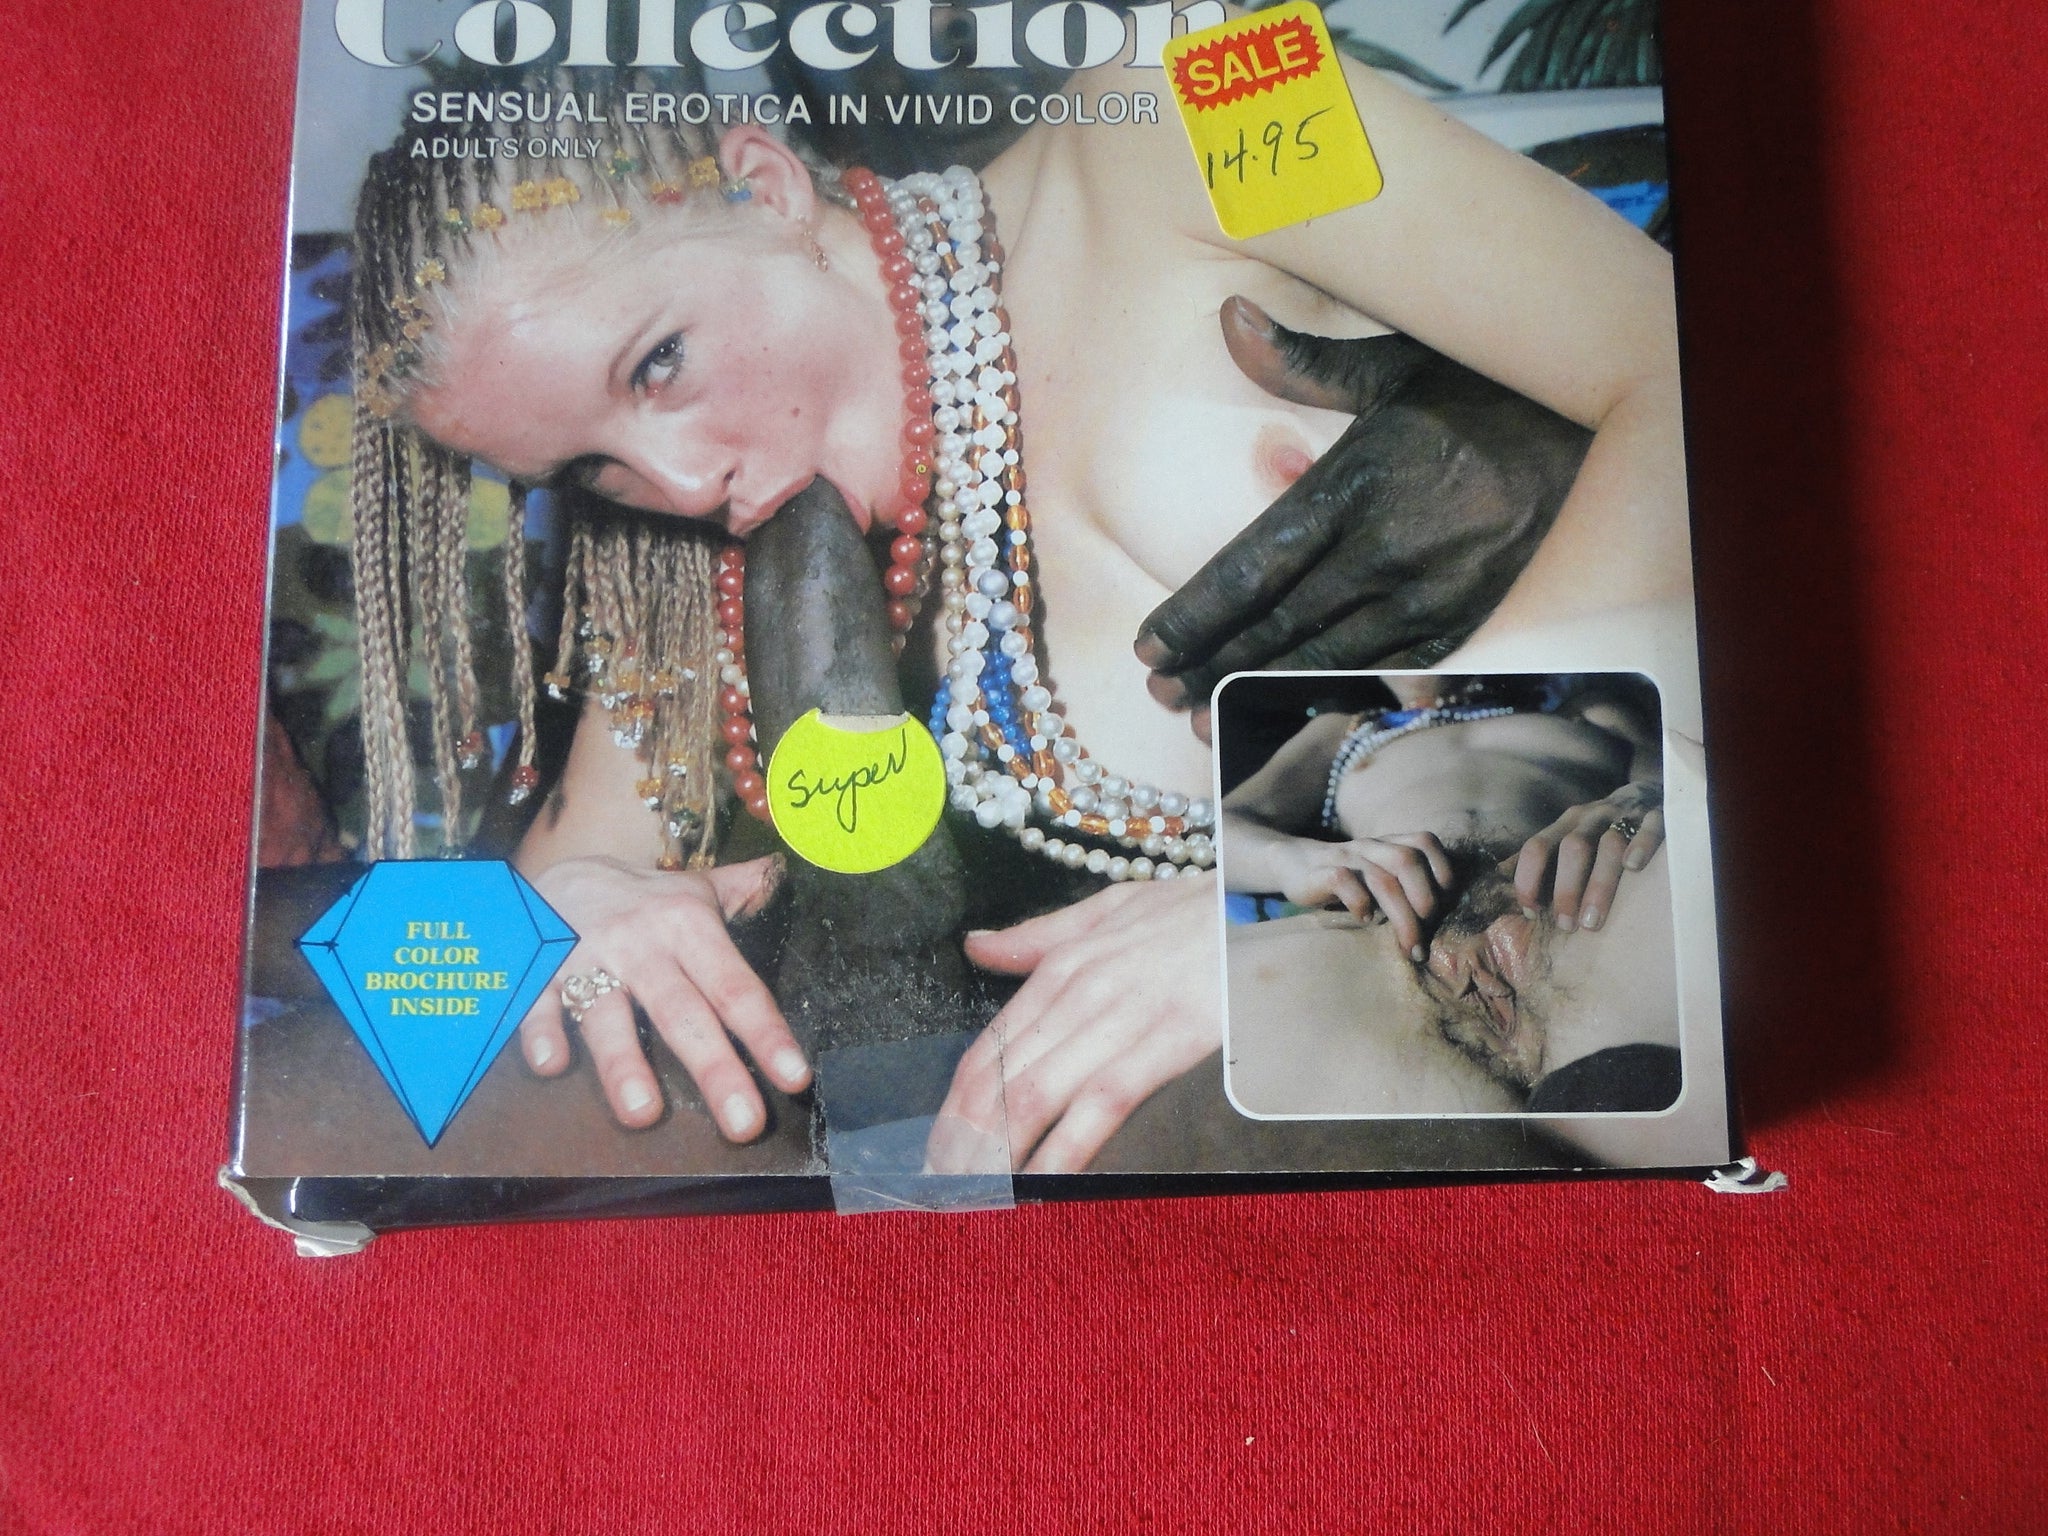 Collection
SENSUAL EROTICA IN VIVID COLOR
ADULTS ONLY
SALE
14.95
Super
FULL
COLOR
BROCHURE
INSIDE